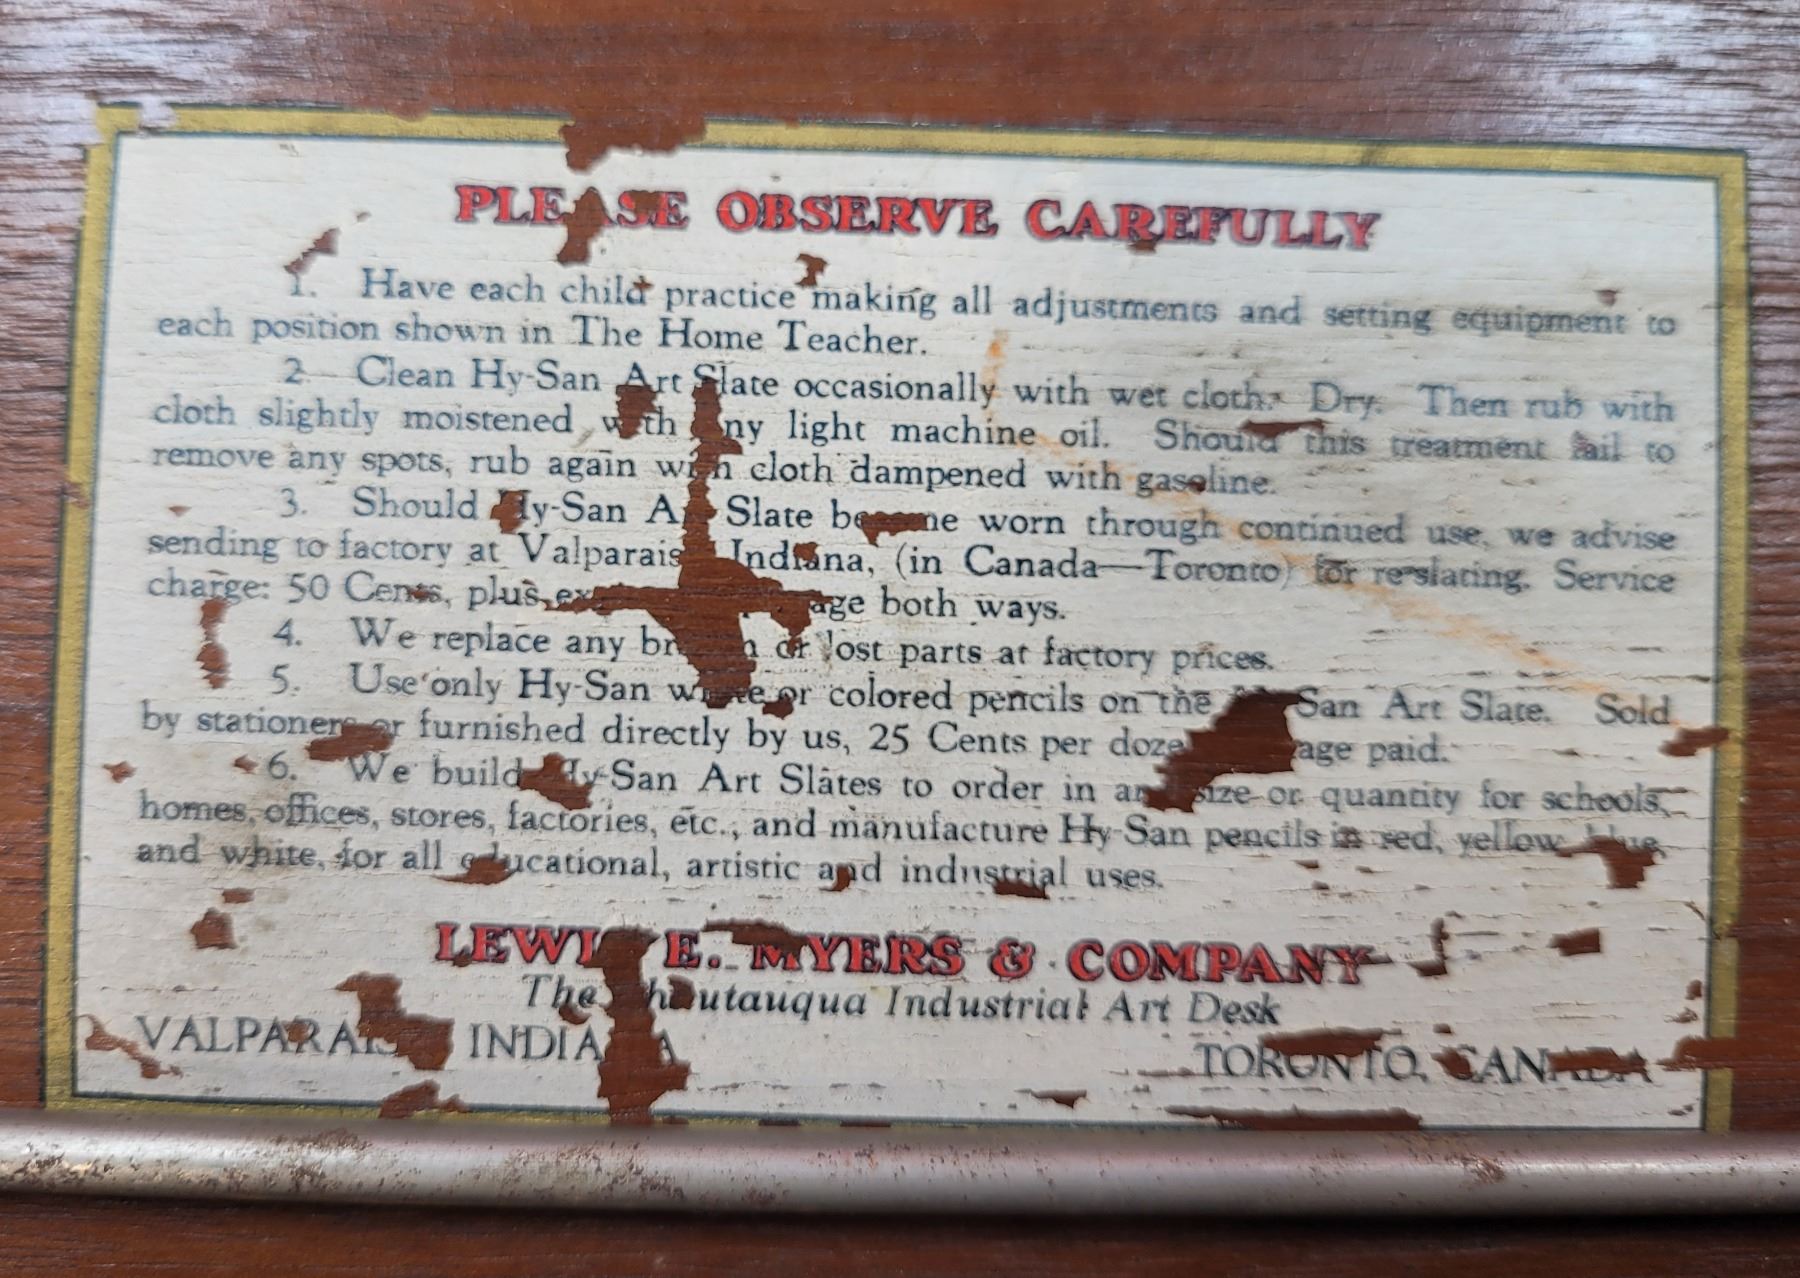 PLEASE OBSERVE CAREFULLY
1. Have each child practice making all adjustments and setting equipment to
each position shown in The Home Teacher.
2. Clean Hy-San Art Slate occasionally with wet cloth. Dry. Then rub with
cloth slightly moistened with any light machine oil. Should this treatment fail to
remove any spots, rub again with cloth dampened with gasoline.
3. Should Hy-San Art Slate become worn through continued use, we advise
sending to factory at Valparaiso, Indiana, (in Canada—Toronto) for re-slating. Service
charge: 50 Cents, plus both ways.
4. We replace any broken or lost parts at factory prices.
5. Use only Hy-San white or colored pencils on the Hy-San Art Slate. Sold
by stationers or furnished directly by us, 25 Cents per dozen paid.
6. We build Hy-San Art Slates to order in any size or quantity for schools,
homes, offices, stores, factories, etc., and manufacture Hy-San pencils in red, yellow, blue,
and white, for all educational, artistic and industrial uses.
LEWIS E. MYERS & COMPANY
The Chautauqua Industrial Art Desk
VALPARAISO, INDIANA TORONTO, CANADA